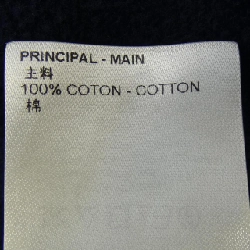 PRINCIPAL - MAIN
主料
100% COTON - COTTON
棉